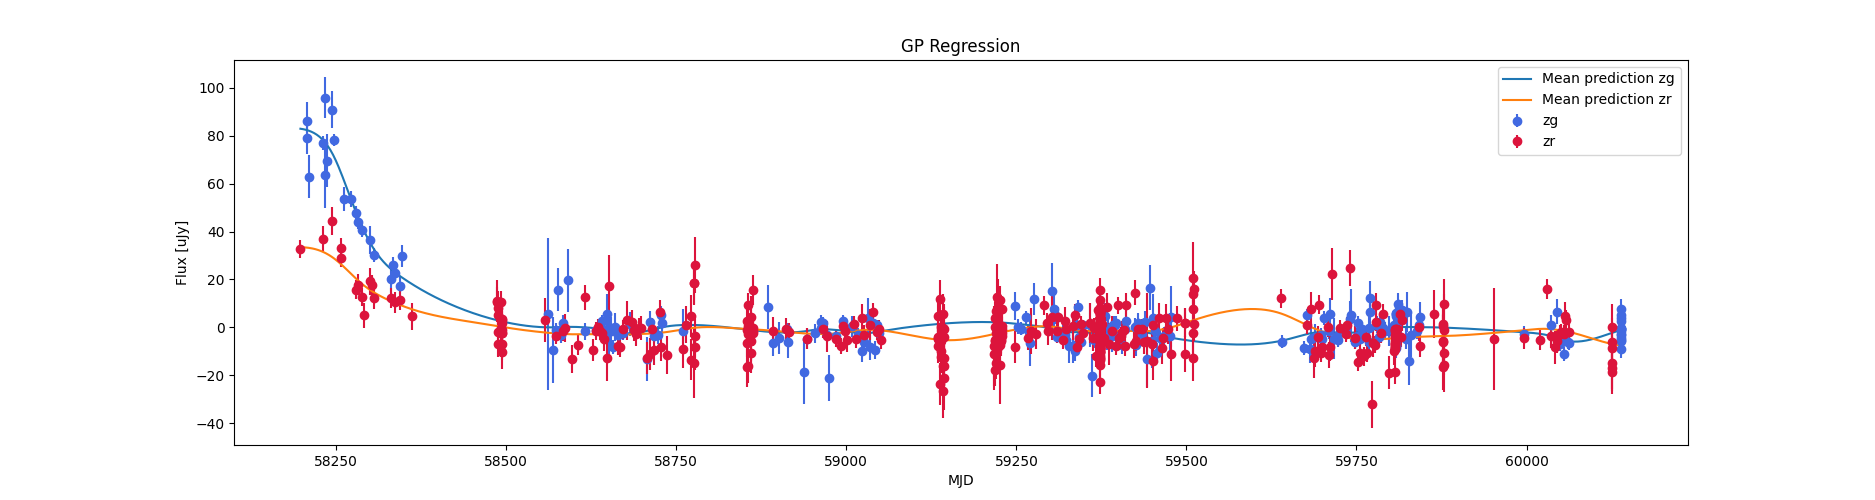 GP Regression
Mean prediction zg
Mean prediction zr
zg
zr
Flux [uJy]
100
80
60
40
20
0
−20
−40
58250 58500 58750 59000 59250 59500 59750 60000
MJD